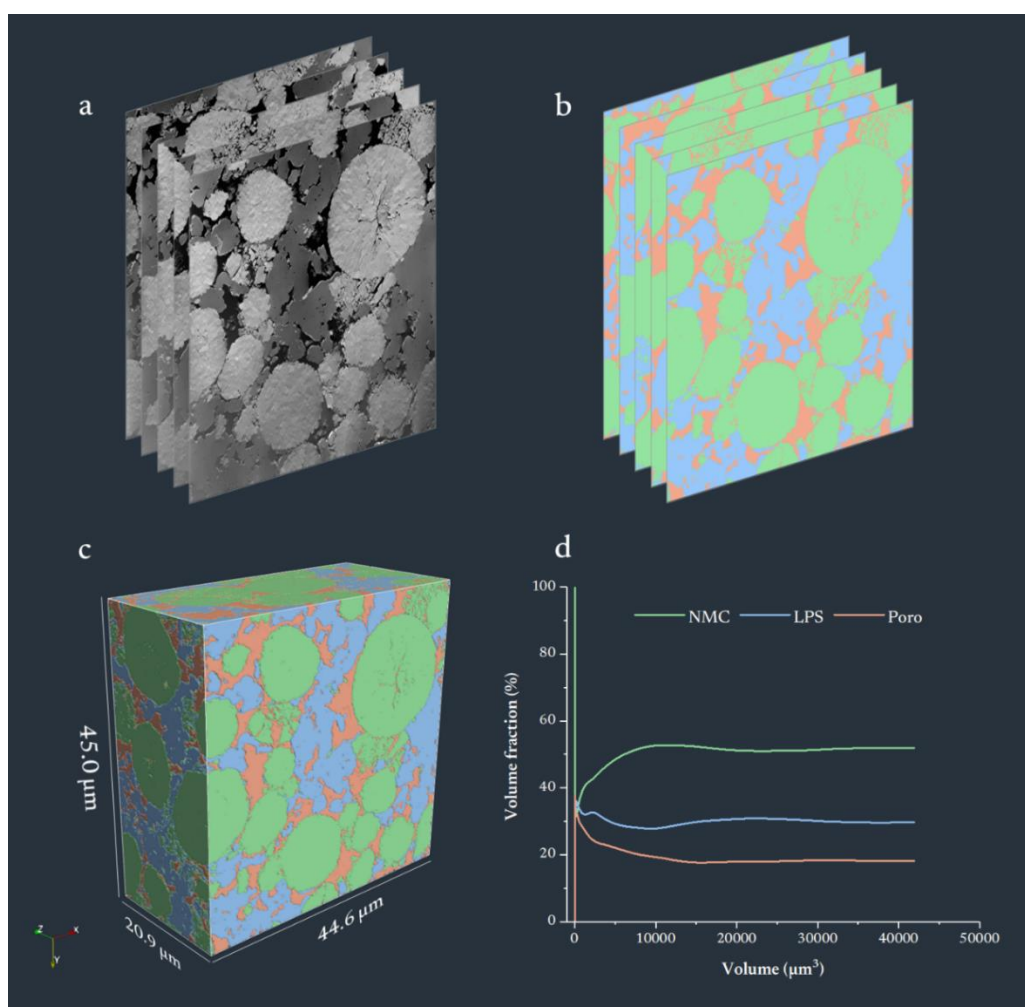 a
b
c
d
45.0 µm
20.9 µm
44.6 µm
Z
X
Y
100
80
60
40
20
0
Volume fraction (%)
NMC
LPS
Poro
0
10000
20000
30000
40000
50000
Volume (µm³)